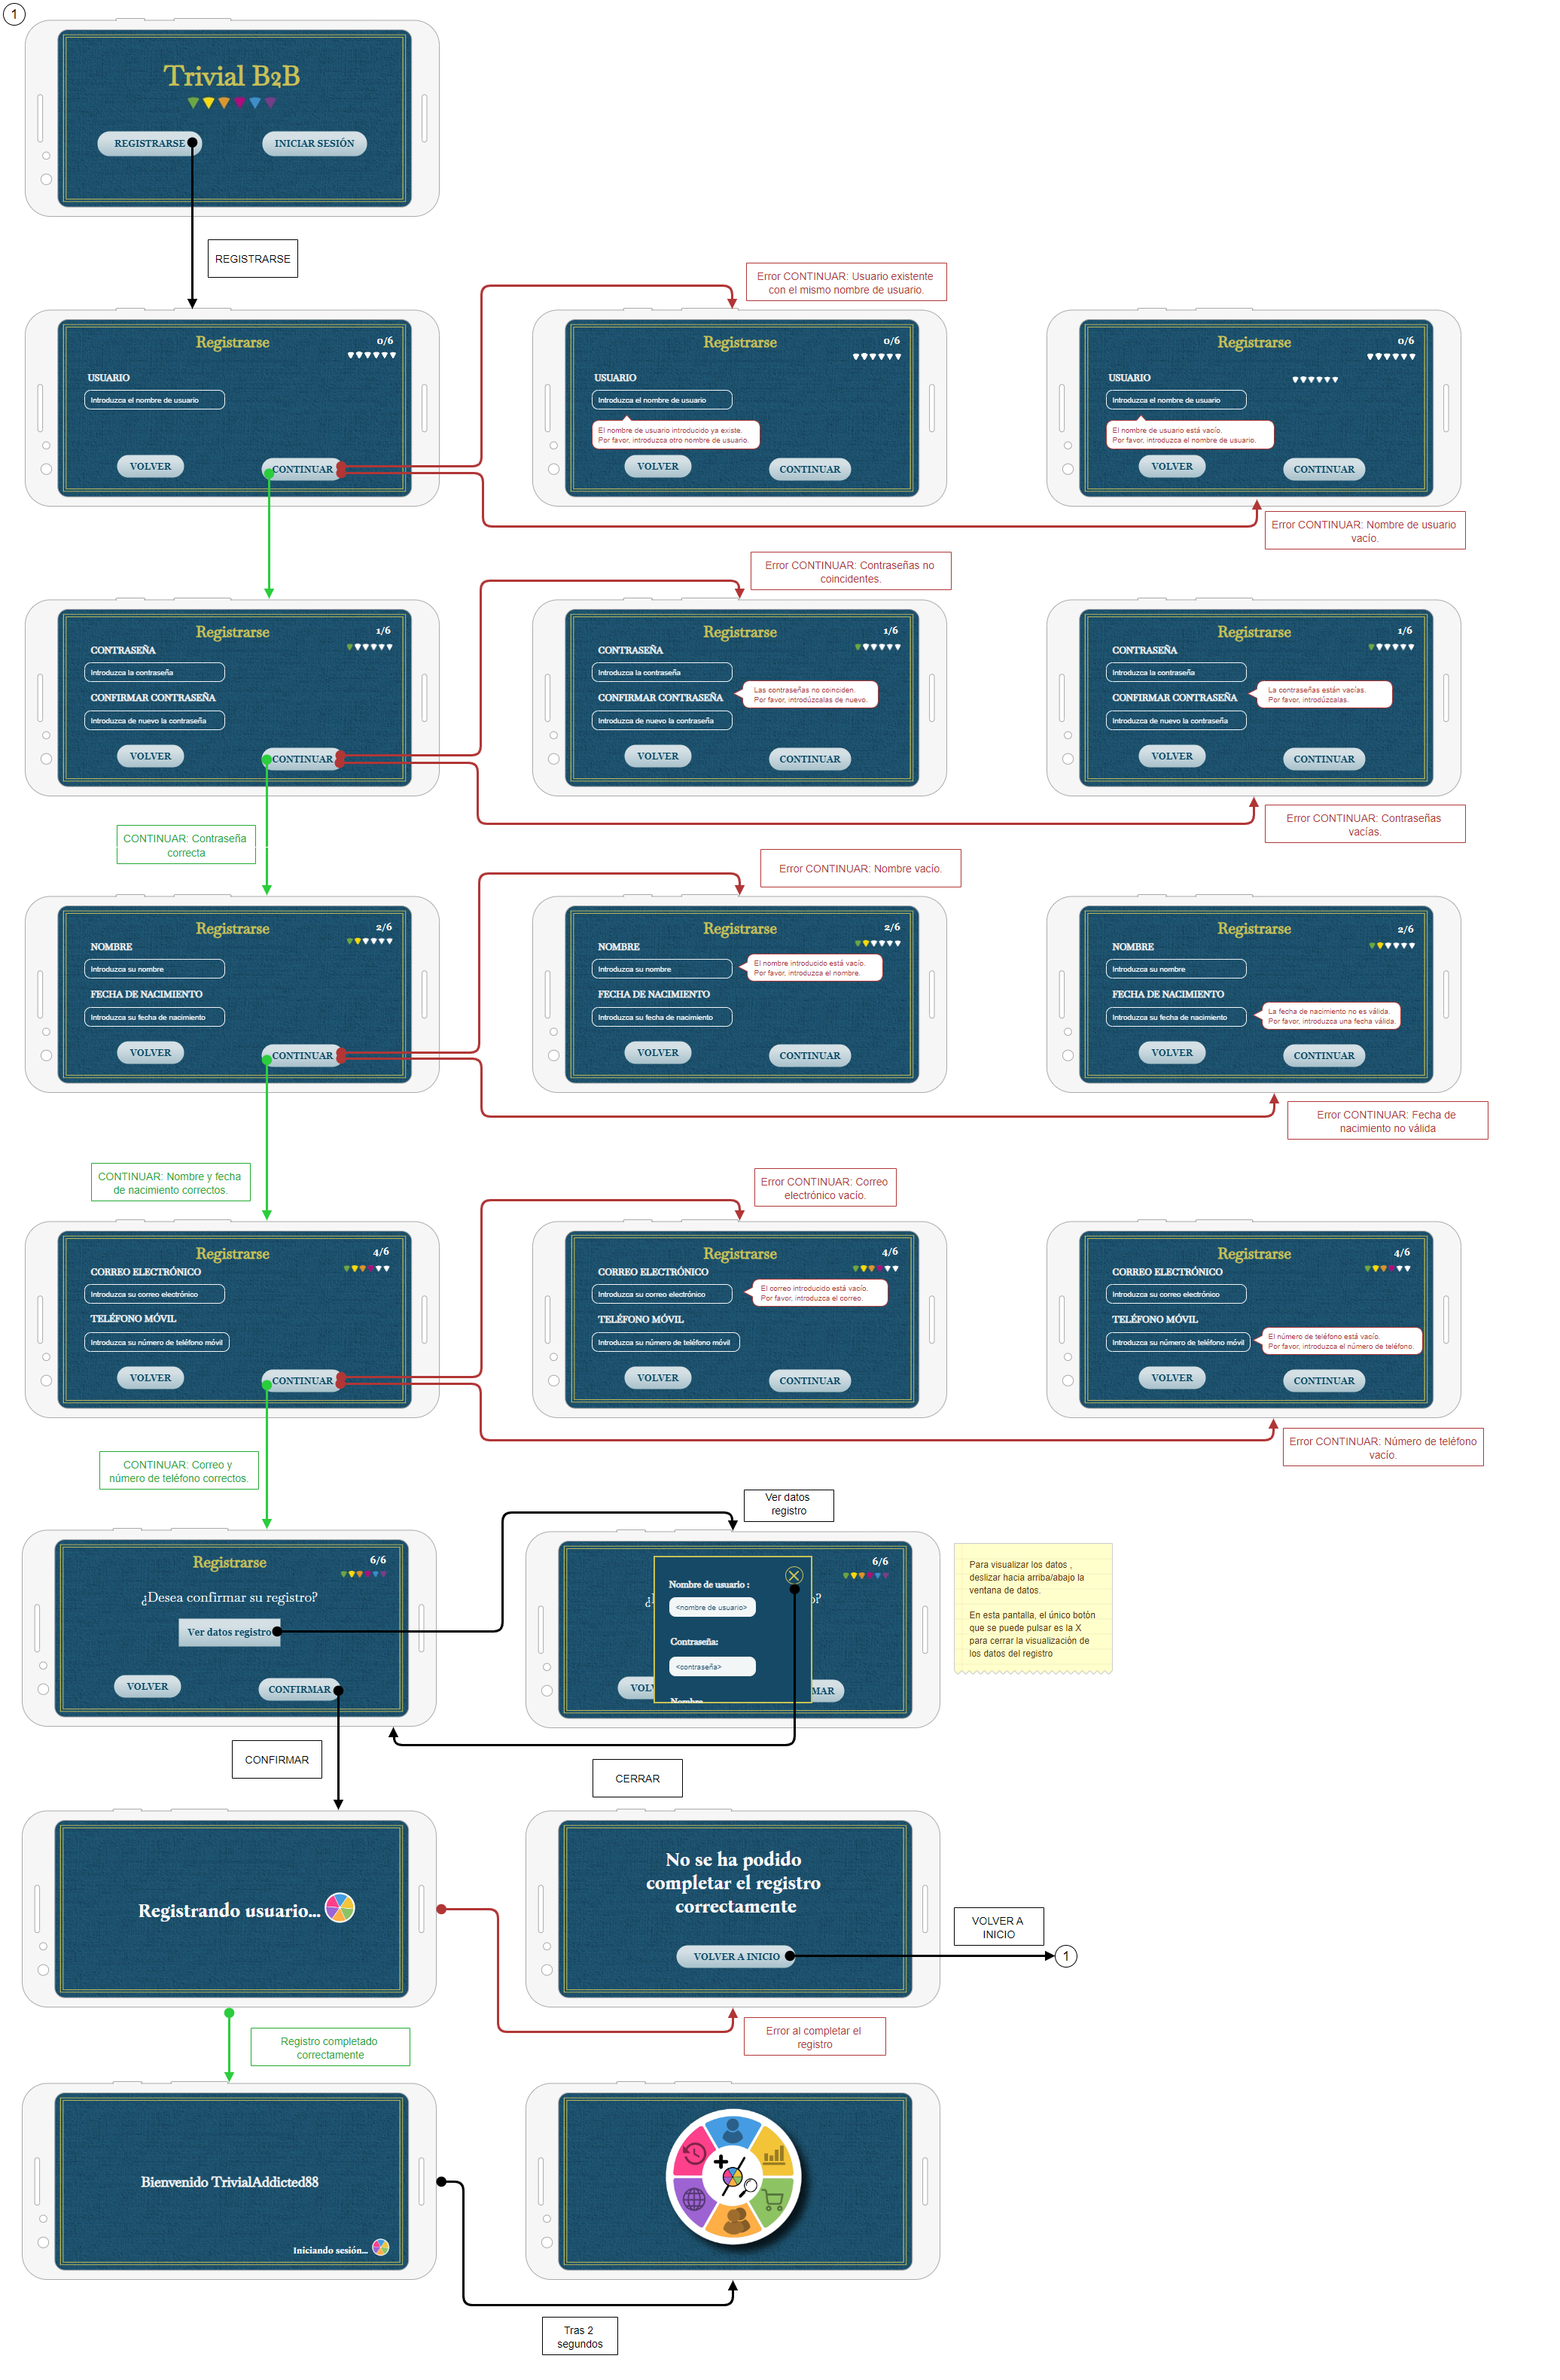 1
Trivial B2B
REGISTRARSE
INICIAR SESIÓN
REGISTRARSE
Error CONTINUAR: Usuario existente
con el mismo nombre de usuario.
Registrarse
0/6
USUARIO
Introduzca el nombre de usuario
VOLVER
CONTINUAR
Registrarse
0/6
USUARIO
Introduzca el nombre de usuario
El nombre de usuario introducido ya existe.
Por favor, introduzca otro nombre de usuario.
VOLVER
CONTINUAR
Registrarse
0/6
USUARIO
Introduzca el nombre de usuario
El nombre de usuario está vacío.
Por favor, introduzca el nombre de usuario.
VOLVER
CONTINUAR
Error CONTINUAR: Nombre de usuario
vacío.
Error CONTINUAR: Contraseñas no
coincidentes.
Registrarse
1/6
CONTRASEÑA
Introduzca la contraseña
CONFIRMAR CONTRASEÑA
Introduzca de nuevo la contraseña
VOLVER
CONTINUAR
Registrarse
1/6
CONTRASEÑA
Introduzca la contraseña
CONFIRMAR CONTRASEÑA
Las contraseñas no coinciden.
Por favor, introdúzcalas de nuevo.
Introduzca de nuevo la contraseña
VOLVER
CONTINUAR
Registrarse
1/6
CONTRASEÑA
Introduzca la contraseña
CONFIRMAR CONTRASEÑA
La contraseñas están vacías.
Por favor, introdúzcalas.
Introduzca de nuevo la contraseña
VOLVER
CONTINUAR
Error CONTINUAR: Contraseñas
vacías.
CONTINUAR: Contraseña
correcta
Error CONTINUAR: Nombre vacío.
Registrarse
2/6
NOMBRE
Introduzca su nombre
FECHA DE NACIMIENTO
Introduzca su fecha de nacimiento
VOLVER
CONTINUAR
Registrarse
2/6
NOMBRE
Introduzca su nombre
El nombre introducido está vacío.
Por favor, introduzca el nombre.
FECHA DE NACIMIENTO
Introduzca su fecha de nacimiento
VOLVER
CONTINUAR
Registrarse
2/6
NOMBRE
Introduzca su nombre
FECHA DE NACIMIENTO
Introduzca su fecha de nacimiento
La fecha de nacimiento no es válida.
Por favor, introduzca una fecha válida.
VOLVER
CONTINUAR
Error CONTINUAR: Fecha de
nacimiento no válida
CONTINUAR: Nombre y fecha
de nacimiento correctos.
Error CONTINUAR: Correo
electrónico vacío.
Registrarse
4/6
CORREO ELECTRÓNICO
Introduzca su correo electrónico
TELÉFONO MÓVIL
Introduzca su número de teléfono móvil
VOLVER
CONTINUAR
Registrarse
4/6
CORREO ELECTRÓNICO
Introduzca su correo electrónico
El correo introducido está vacío.
Por favor, introduzca el correo.
TELÉFONO MÓVIL
Introduzca su número de teléfono móvil
VOLVER
CONTINUAR
Registrarse
4/6
CORREO ELECTRÓNICO
Introduzca su correo electrónico
TELÉFONO MÓVIL
Introduzca su número de teléfono móvil
El número de teléfono está vacío.
Por favor, introduzca el número de teléfono.
VOLVER
CONTINUAR
Error CONTINUAR: Número de teléfono
vacío.
CONTINUAR: Correo y
número de teléfono correctos.
Ver datos
registro
Registrarse
6/6
¿Desea confirmar su registro?
Ver datos registro
VOLVER
CONFIRMAR
6/6
Nombre de usuario :
<nombre de usuario>
Contraseña:
<contraseña>
Nombre
VOLV
MAR
Para visualizar los datos ,
deslizar hacia arriba/abajo la
ventana de datos.
En esta pantalla, el único botón
que se puede pulsar es la X
para cerrar la visualización de
los datos del registro
CONFIRMAR
CERRAR
Registrando usuario...
No se ha podido
completar el registro
correctamente
VOLVER A INICIO
VOLVER A
INICIO
1
Error al completar el
registro
Registro completado
correctamente
Bienvenido TrivialAddicted88
Iniciando sesión...
Tras 2
segundos